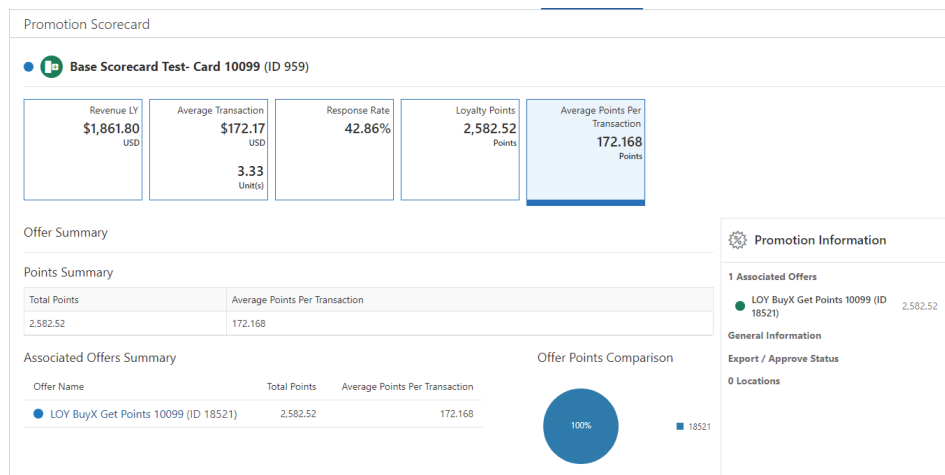 Promotion Scorecard
Base Scorecard Test- Card 10099 (ID 959)
Revenue LY
$1,861.80
USD
Average Transaction
$172.17
USD
3.33
Unit(s)
Response Rate
42.86%
Loyalty Points
2,582.52
Points
Average Points Per
Transaction
172.168
Points
Offer Summary
Points Summary
Total Points Average Points Per Transaction
2,582.52 172.168
Associated Offers Summary
Offer Name Total Points Average Points Per Transaction
LOY BuyX Get Points 10099 (ID 18521) 2,582.52 172.168
Offer Points Comparison
100%
18521
Promotion Information
1 Associated Offers
LOY BuyX Get Points 10099 (ID
18521)
2,582.52
General Information
Export / Approve Status
0 Locations